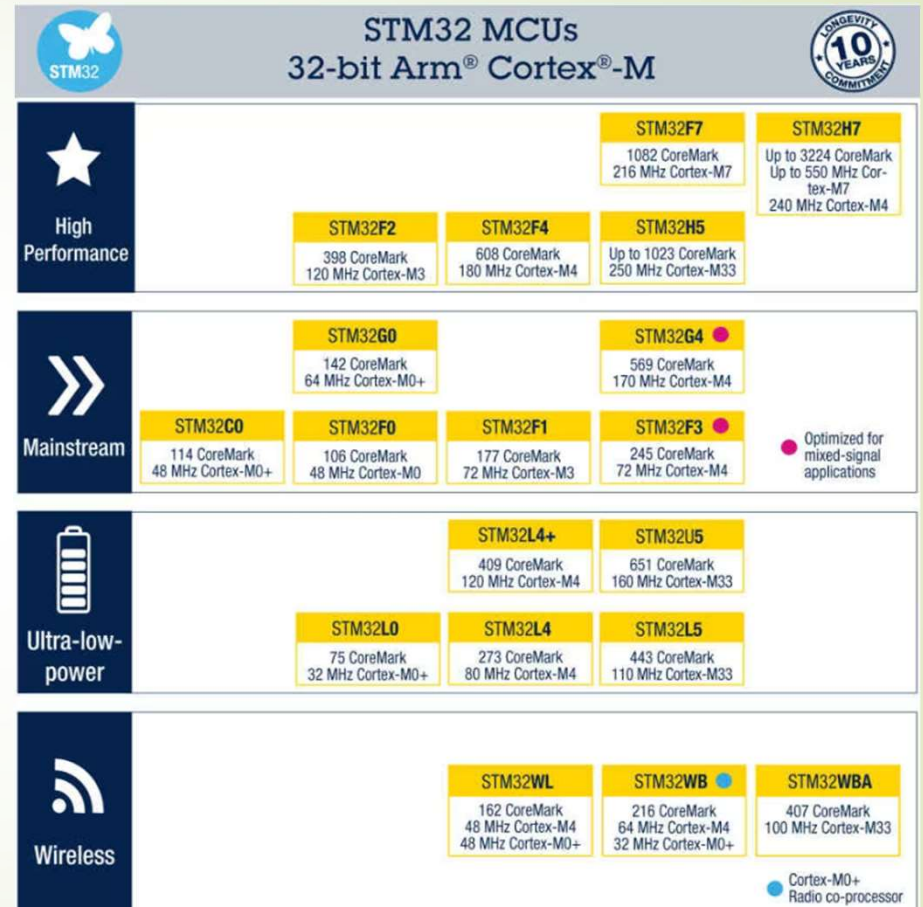 STM32
STM32 MCUs
32-bit Arm® Cortex®-M
LONGEVITY
10
YEARS
COMMITMENT
High
Performance
STM32F7
1082 CoreMark
216 MHz Cortex-M7
STM32H7
Up to 3224 CoreMark
Up to 550 MHz Cor-
tex-M7
240 MHz Cortex-M4
STM32F2
398 CoreMark
120 MHz Cortex-M3
STM32F4
608 CoreMark
180 MHz Cortex-M4
STM32H5
Up to 1023 CoreMark
250 MHz Cortex-M33
Mainstream
STM32G0
142 CoreMark
64 MHz Cortex-M0+
STM32G4
569 CoreMark
170 MHz Cortex-M4
STM32C0
114 CoreMark
48 MHz Cortex-M0+
STM32F0
106 CoreMark
48 MHz Cortex-M0
STM32F1
177 CoreMark
72 MHz Cortex-M3
STM32F3
245 CoreMark
72 MHz Cortex-M4
Optimized for
mixed-signal
applications
Ultra-low-
power
STM32L4+
409 CoreMark
120 MHz Cortex-M4
STM32U5
651 CoreMark
160 MHz Cortex-M33
STM32L0
75 CoreMark
32 MHz Cortex-M0+
STM32L4
273 CoreMark
80 MHz Cortex-M4
STM32L5
443 CoreMark
110 MHz Cortex-M33
Wireless
STM32WL
162 CoreMark
48 MHz Cortex-M4
48 MHz Cortex-M0+
STM32WB
216 CoreMark
64 MHz Cortex-M4
32 MHz Cortex-M0+
STM32WBA
407 CoreMark
100 MHz Cortex-M33
Cortex-M0+
Radio co-processor